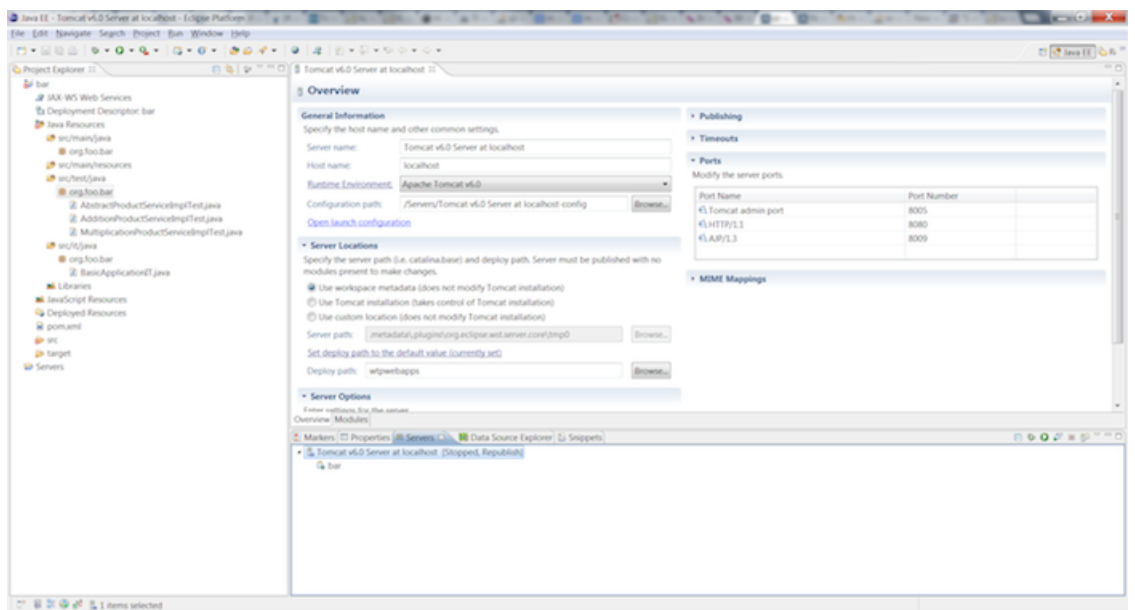 Java EE - Tomcat v6.0 Server at localhost - Eclipse Platform
File Edit Navigate Search Project Run Window Help
Java EE
Project Explorer
bar
JAX-WS Web Services
Deployment Descriptor: bar
Java Resources
src/main/java
org.foo.bar
src/main/resources
src/test/java
org.foo.bar
AbstractProductServiceImplTest.java
AdditionProductServiceImplTest.java
MultiplicationProductServiceImplTest.java
src/it/java
org.foo.bar
BasicApplicationIT.java
Libraries
JavaScript Resources
Deployed Resources
pom.xml
src
target
Servers
Tomcat v6.0 Server at localhost
Overview
General Information
Specify the host name and other common settings.
Server name: Tomcat v6.0 Server at localhost
Host name: localhost
Runtime Environment: Apache Tomcat v6.0
Configuration path: /Servers/Tomcat v6.0 Server at localhost-config Browse...
Open launch configuration
Server Locations
Specify the server path (i.e. catalina.base) and deploy path. Server must be published with no
modules present to make changes.
Use workspace metadata (does not modify Tomcat installation)
Use Tomcat installation (takes control of Tomcat installation)
Use custom location (does not modify Tomcat installation)
Server path: .metadata\.plugins\org.eclipse.wst.server.core\tmp0 Browse...
Set deploy path to the default value (currently set)
Deploy path: wtpwebapps Browse...
Server Options
Enter settings for the server.
Publishing
Timeouts
Ports
Modify the server ports.
Port Name Port Number
Tomcat admin port 8005
HTTP/1.1 8080
AJP/1.3 8009
MIME Mappings
Overview Modules
Markers Properties Servers Data Source Explorer Snippets
Tomcat v6.0 Server at localhost [Stopped, Republish]
bar
1 items selected